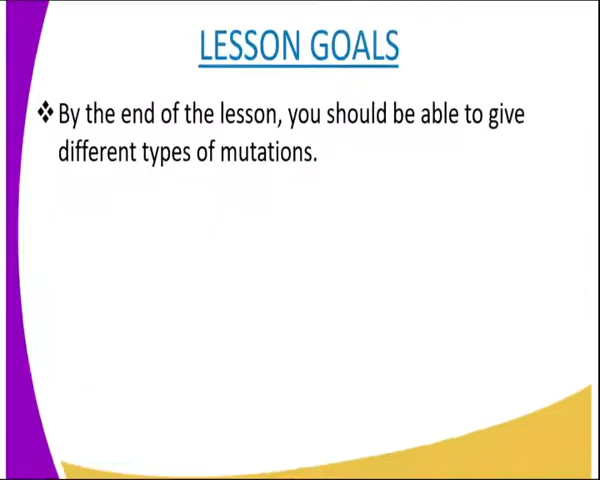 LESSON GOALS
❖By the end of the lesson, you should be able to give
different types of mutations.